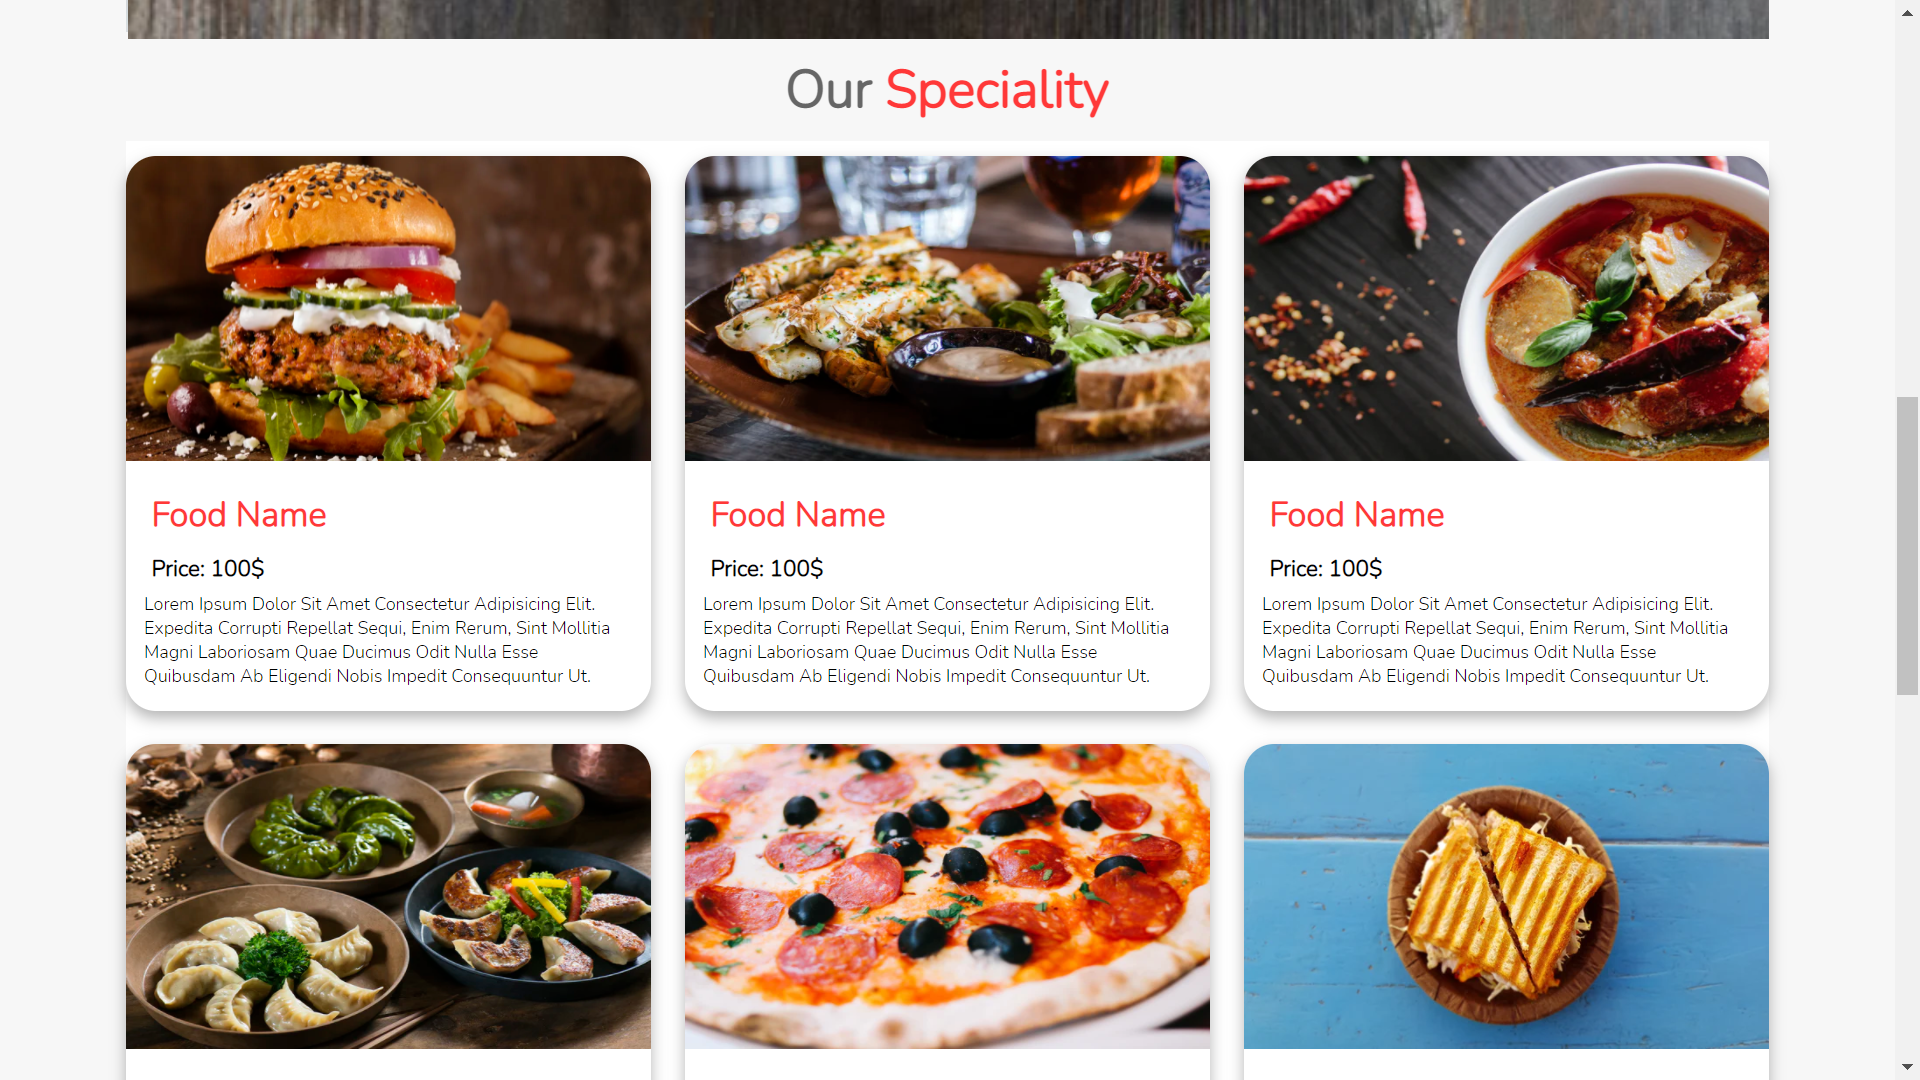 Our Speciality
Food Name
Price: 100$
Lorem Ipsum Dolor Sit Amet Consectetur Adipisicing Elit.
Expedita Corrupti Repellat Sequi, Enim Rerum, Sint Mollitia
Magni Laboriosam Quae Ducimus Odit Nulla Esse
Quibusdam Ab Eligendi Nobis Impedit Consequuntur Ut.
Food Name
Price: 100$
Lorem Ipsum Dolor Sit Amet Consectetur Adipisicing Elit.
Expedita Corrupti Repellat Sequi, Enim Rerum, Sint Mollitia
Magni Laboriosam Quae Ducimus Odit Nulla Esse
Quibusdam Ab Eligendi Nobis Impedit Consequuntur Ut.
Food Name
Price: 100$
Lorem Ipsum Dolor Sit Amet Consectetur Adipisicing Elit.
Expedita Corrupti Repellat Sequi, Enim Rerum, Sint Mollitia
Magni Laboriosam Quae Ducimus Odit Nulla Esse
Quibusdam Ab Eligendi Nobis Impedit Consequuntur Ut.